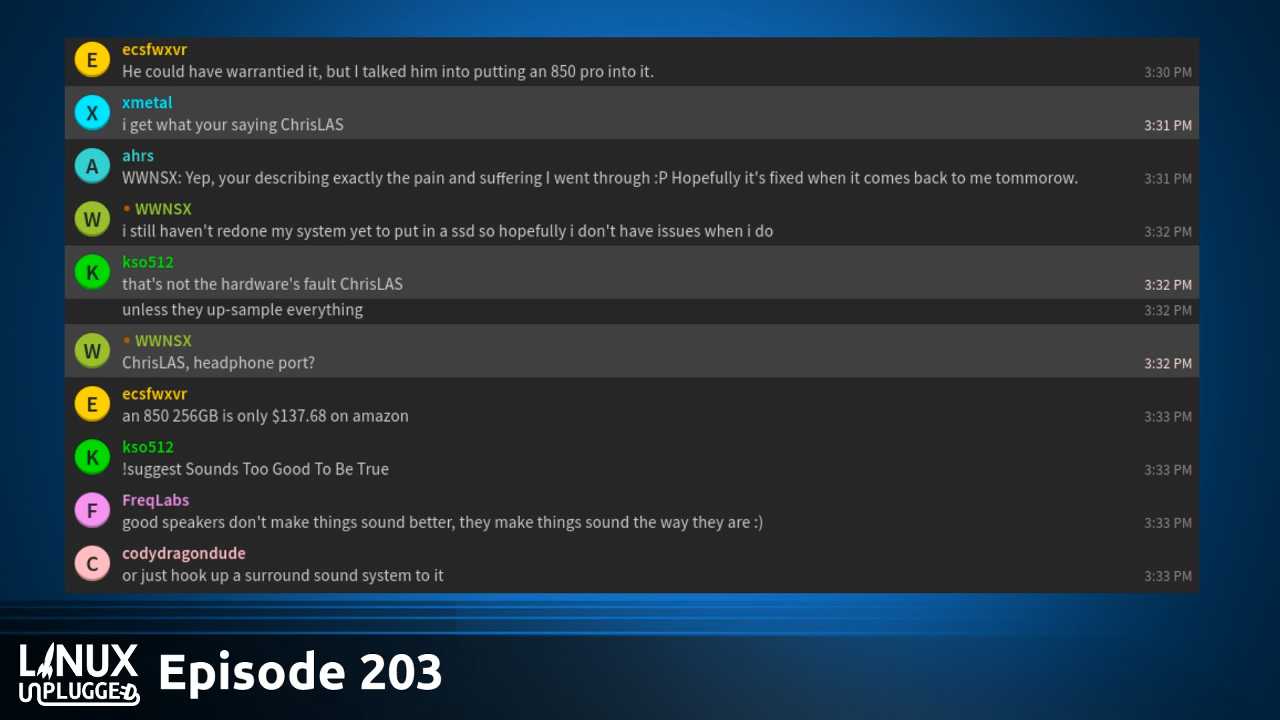 E
ecsfwxvr
He could have warrantied it, but I talked him into putting an 850 pro into it.
3:30 PM
X
xmetal
i get what your saying ChrisLAS
3:31 PM
A
ahrs
WWNSX: Yep, your describing exactly the pain and suffering I went through :P Hopefully it's fixed when it comes back to me tommorow.
3:31 PM
W
• WWNSX
i still haven't redone my system yet to put in a ssd so hopefully i don't have issues when i do
3:32 PM
K
kso512
that's not the hardware's fault ChrisLAS
3:32 PM
unless they up-sample everything
3:32 PM
W
• WWNSX
ChrisLAS, headphone port?
3:32 PM
E
ecsfwxvr
an 850 256GB is only $137.68 on amazon
3:33 PM
K
kso512
!suggest Sounds Too Good To Be True
3:33 PM
F
FreqLabs
good speakers don't make things sound better, they make things sound the way they are :)
3:33 PM
C
codydragondude
or just hook up a surround sound system to it
3:33 PM
LINUX
UNPLUGGED
Episode 203